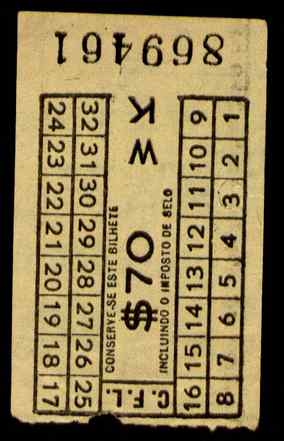 869461
17 18 19 20 21 22 23 24
25 26 27 28 29 30 31 32
C.F.L.
CONSERVE-SE ESTE BILHETE
$70 W K
INCLUINDO O IMPOSTO DE SELO
16 15 14 13 12 11 10 9
8 7 6 5 4 3 2 1